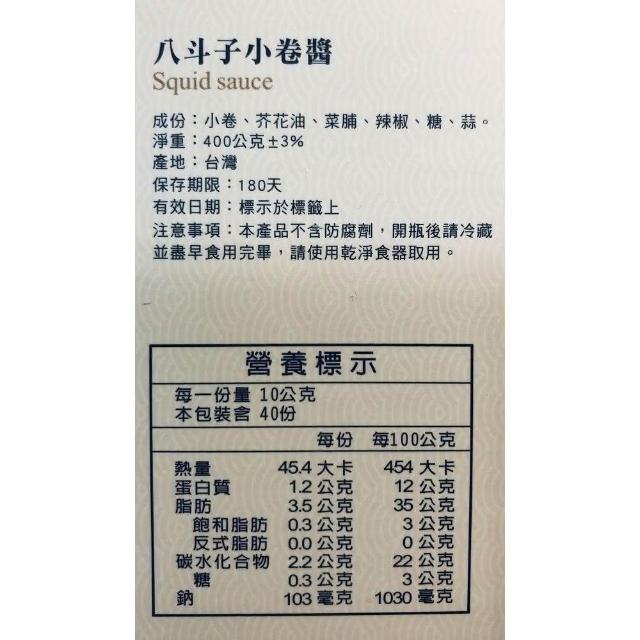 八斗子小卷醬
Squid sauce
成份：小卷、芥花油、菜脯、辣椒、糖、蒜。
淨重：400公克±3%
產地：台灣
保存期限：180天
有效日期：標示於標籤上
注意事項：本產品不含防腐劑，開瓶後請冷藏
並盡早食用完畢，請使用乾淨食器取用。
營養標示
每一份量 10公克
本包裝含 40份
每份 每100公克
熱量 45.4 大卡 454 大卡
蛋白質 1.2 公克 12 公克
脂肪 3.5 公克 35 公克
飽和脂肪 0.3 公克 3 公克
反式脂肪 0.0 公克 0 公克
碳水化合物 2.2 公克 22 公克
糖 0.3 公克 3 公克
鈉 103 毫克 1030 毫克